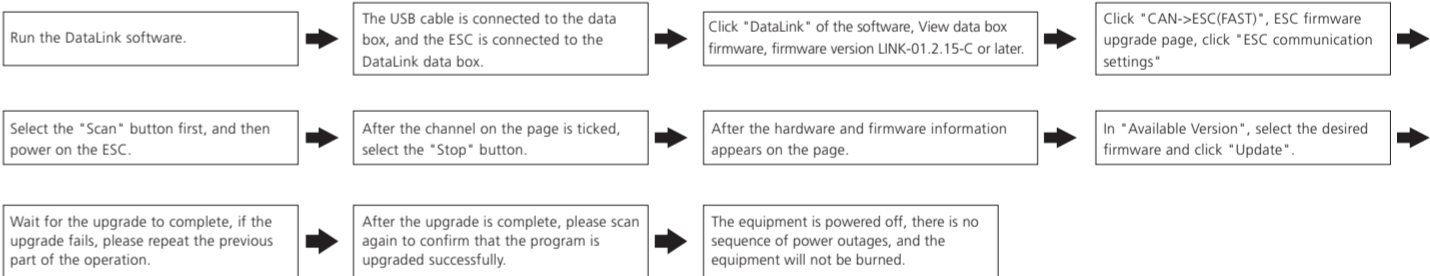 Run the DataLink software.
The USB cable is connected to the data
box, and the ESC is connected to the
DataLink data box.
Click "DataLink" of the software, View data box
firmware, firmware version LINK-01.2.15-C or later.
Click "CAN->ESC(FAST)", ESC firmware
upgrade page, click "ESC communication
settings"
Select the "Scan" button first, and then
power on the ESC.
After the channel on the page is ticked,
select the "Stop" button.
After the hardware and firmware information
appears on the page.
In "Available Version", select the desired
firmware and click "Update".
Wait for the upgrade to complete, if the
upgrade fails, please repeat the previous
part of the operation.
After the upgrade is complete, please scan
again to confirm that the program is
upgraded successfully.
The equipment is powered off, there is no
sequence of power outages, and the
equipment will not be burned.